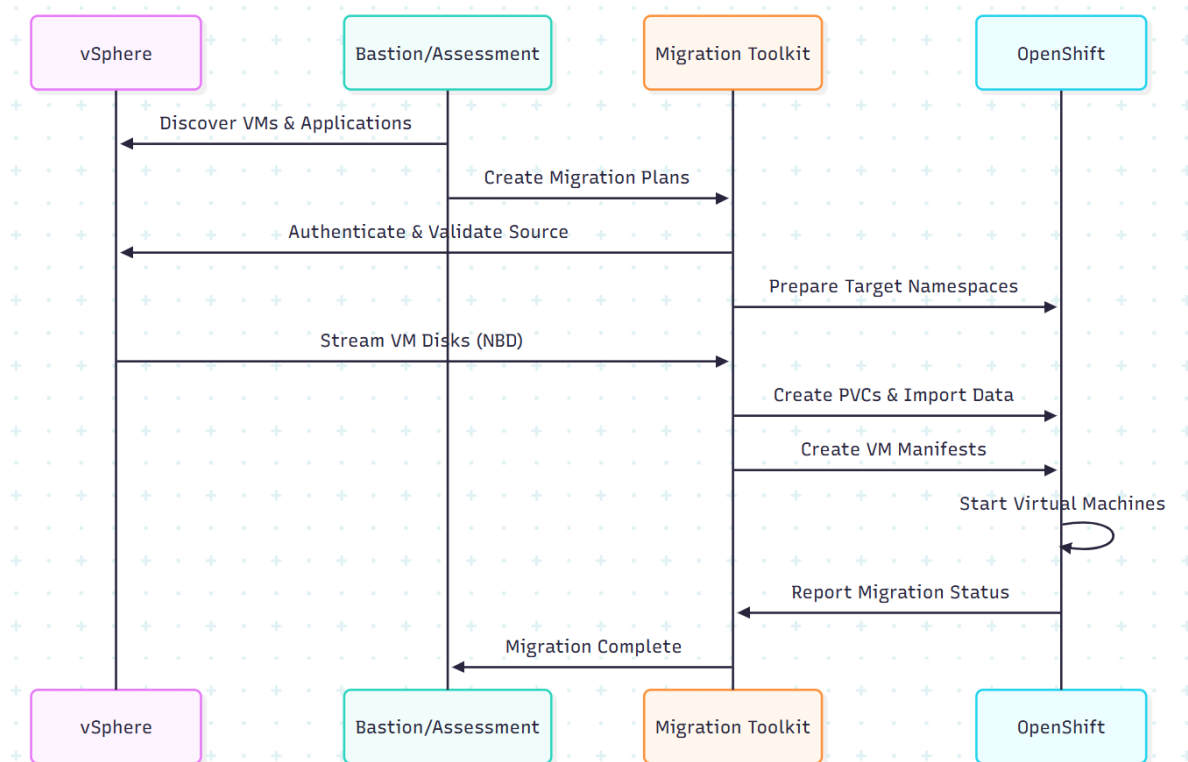 vSphere
Bastion/Assessment
Migration Toolkit
OpenShift
Discover VMs & Applications
Create Migration Plans
Authenticate & Validate Source
Prepare Target Namespaces
Stream VM Disks (NBD)
Create PVCs & Import Data
Create VM Manifests
Start Virtual Machines
Report Migration Status
Migration Complete
vSphere
Bastion/Assessment
Migration Toolkit
OpenShift